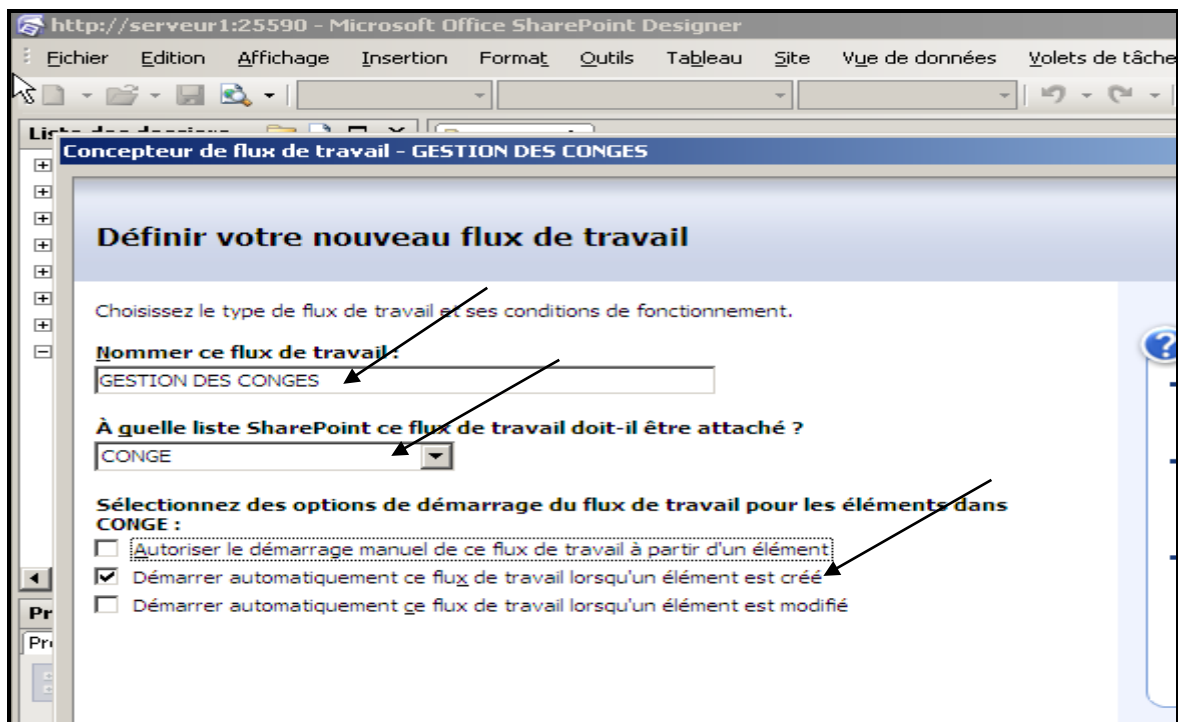 http://serveur1:25590 - Microsoft Office SharePoint Designer
Fichier Edition Affichage Insertion Format Outils Tableau Site Vue de données Volets de tâche
Concepteur de flux de travail - GESTION DES CONGES
Définir votre nouveau flux de travail
Choisissez le type de flux de travail et ses conditions de fonctionnement.
Nommer ce flux de travail :
GESTION DES CONGES
À quelle liste SharePoint ce flux de travail doit-il être attaché ?
CONGE
Sélectionnez des options de démarrage du flux de travail pour les éléments dans
CONGE :
Autoriser le démarrage manuel de ce flux de travail à partir d'un élément
Démarrer automatiquement ce flux de travail lorsqu'un élément est créé
Démarrer automatiquement ce flux de travail lorsqu'un élément est modifié
Pr
Pr